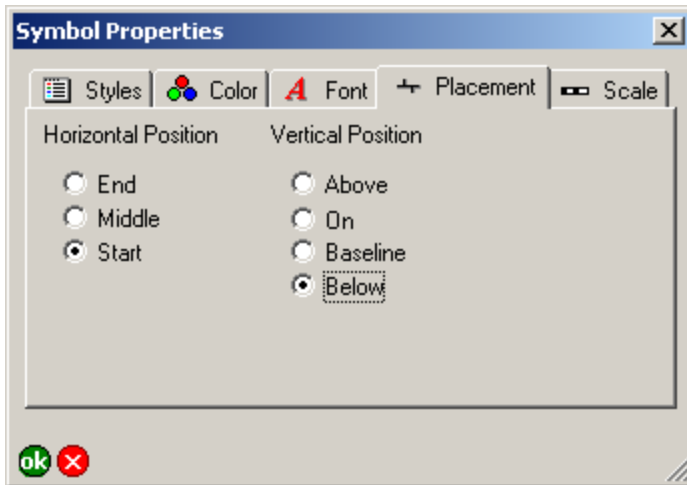 Symbol Properties
Styles Color A Font Placement Scale
Horizontal Position Vertical Position
End Above
Middle On
Start Baseline
Below
ok